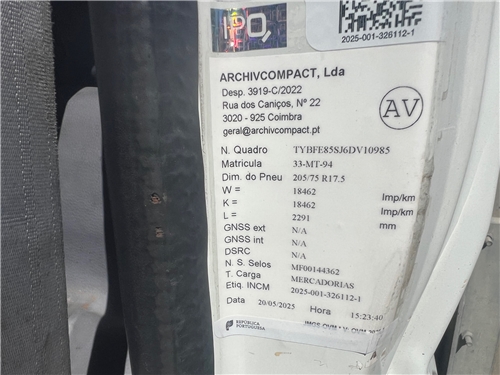 IPQ
2025-001-326112-1
ARCHIVCOMPACT, Lda
Desp. 3919-C/2022
Rua dos Caniços, Nº 22
3020 - 925 Coimbra
geral@archivcompact.pt
AV
N. Quadro TYBFE85SJ6DV10985
Matricula 33-MT-94
Dim. do Pneu 205/75 R17.5
W = 18462 Imp/km
K = 18462 Imp/km
L = 2291 mm
GNSS ext N/A
GNSS int N/A
DSRC N/A
N. S. Selos MF00144362
T. Carga MERCADORIAS
Etiq. INCM 2025-001-326112-1
Data 20/05/2025 Hora 15:23:40
REPÚBLICA
PORTUGUESA